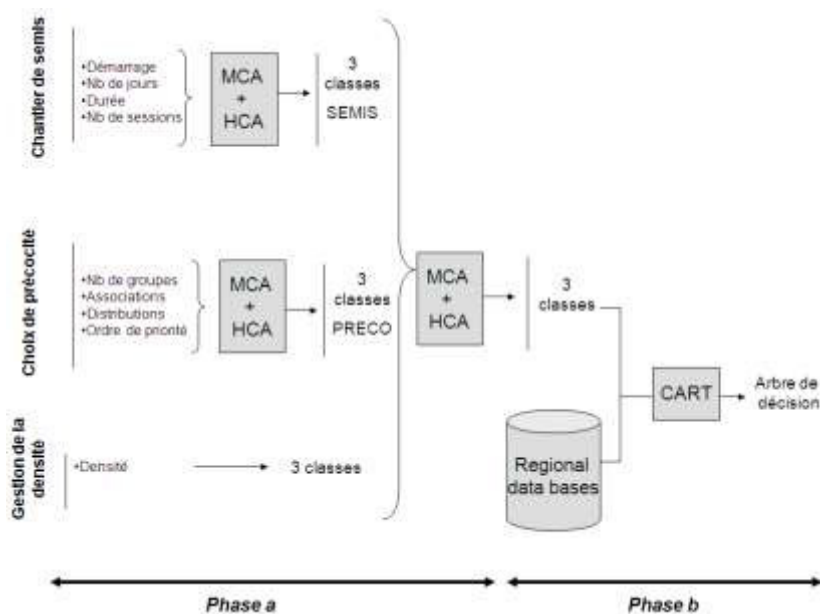 Chantier de semis
•Démarrage
•Nb de jours
•Durée
•Nb de sessions
MCA
+
HCA
3
classes
SEMIS
Choix de précocité
•Nb de groupes
•Associations
•Distributions
•Ordre de priorité
MCA
+
HCA
3
classes
PRECO
MCA
+
HCA
3
classes
CART
Arbre de
décision
Regional
data bases
Gestion de la
densité
•Densité
3 classes
Phase a
Phase b